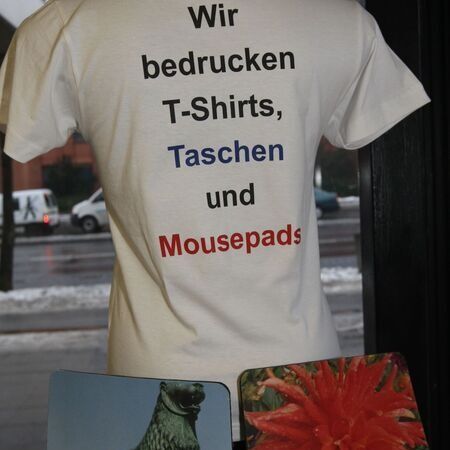 Wir
bedrucken
T-Shirts,
Taschen
und
Mousepads